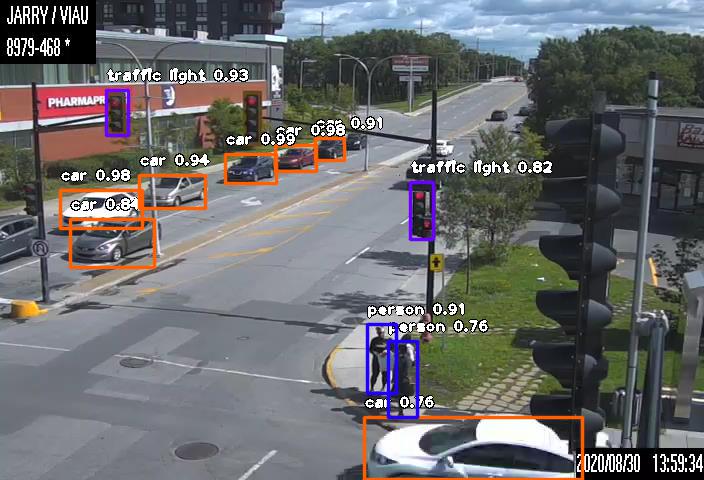 JARRY / VIAU
8979-468 *
traffic light 0.93
PHARMAPR
car 0.91
car 0.98
car 0.99
car 0.94
traffic light 0.82
car 0.98
car 0.84
person 0.91
person 0.76
car 0.76
2020/08/30 13:59:34